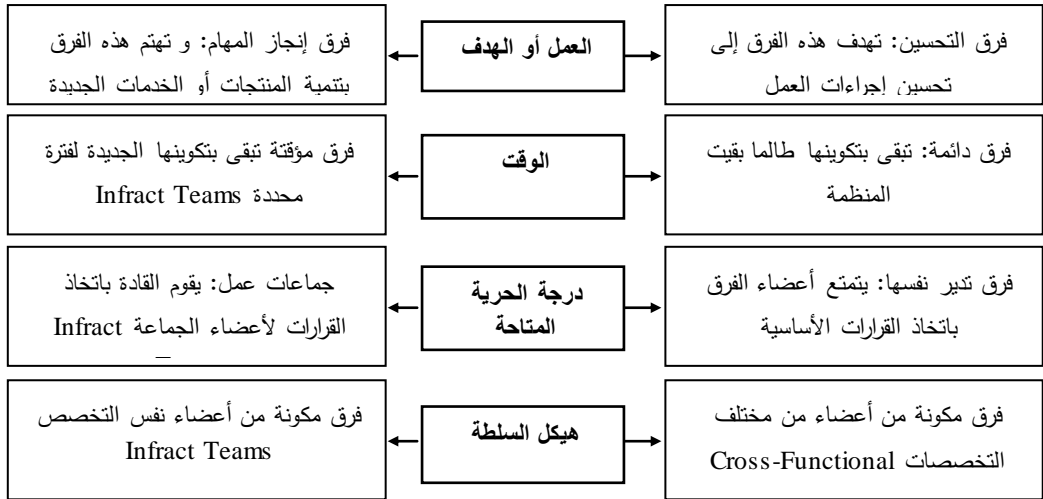 فرق التحسين: تهدف هذه الفرق إلى
تحسين إجراءات العمل
العمل أو الهدف
فرق إنجاز المهام: و تهتم هذه الفرق
بتنمية المنتجات أو الخدمات الجديدة
فرق دائمة: تبقى بتكوينها طالما بقيت
المنظمة
الوقت
فرق مؤقتة تبقى بتكوينها الجديدة لفترة
محددة Infract Teams
فرق تدير نفسها: يتمتع أعضاء الفرق
باتخاذ القرارات الأساسية
درجة الحرية
المتاحة
جماعات عمل: يقوم القادة باتخاذ
القرارات لأعضاء الجماعة Infract
فرق مكونة من أعضاء من مختلف
التخصصات Cross-Functional
هيكل السلطة
فرق مكونة من أعضاء نفس التخصص
Infract Teams